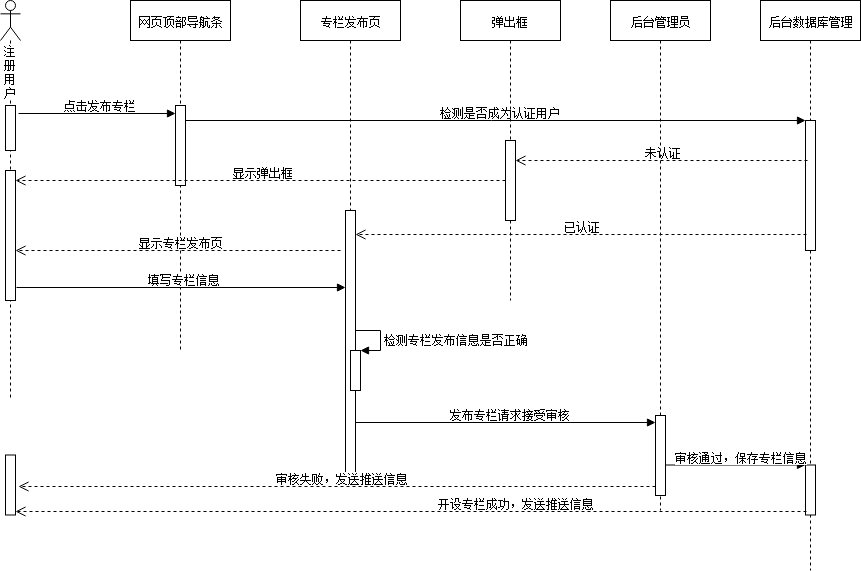 网页顶部导航条
专栏发布页
弹出框
后台管理员
后台数据库管理
注册用户
点击发布专栏
检测是否成为认证用户
未认证
显示弹出框
已认证
显示专栏发布页
填写专栏信息
检测专栏发布信息是否正确
发布专栏请求接受审核
审核通过，保存专栏信息
审核失败，发送推送信息
开设专栏成功，发送推送信息